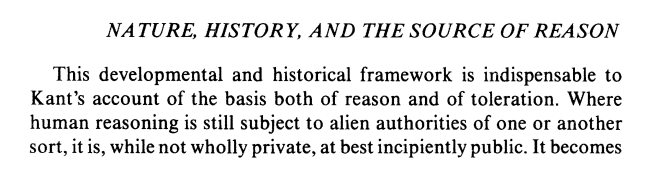 NATURE, HISTORY, AND THE SOURCE OF REASON
This developmental and historical framework is indispensable to
Kant’s account of the basis both of reason and of toleration. Where
human reasoning is still subject to alien authorities of one or another
sort, it is, while not wholly private, at best incipiently public. It becomes